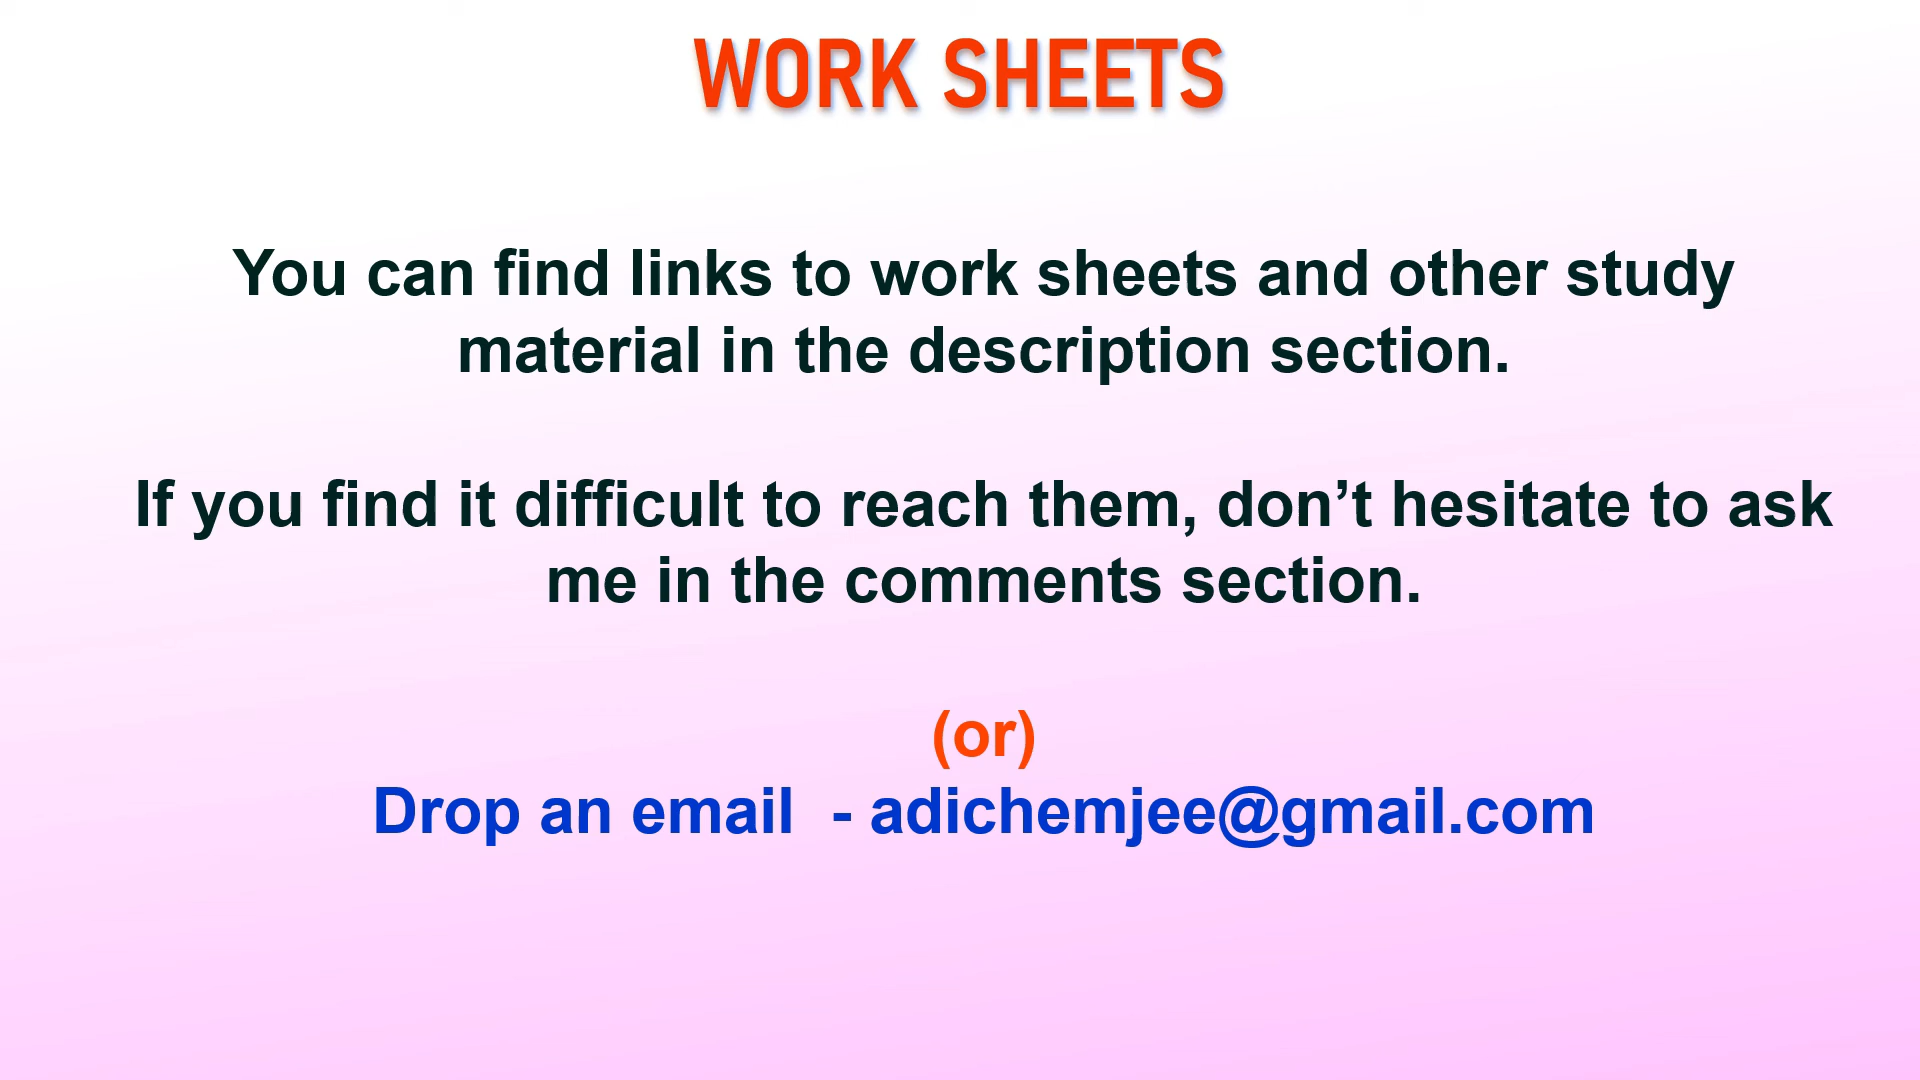 WORK SHEETS
You can find links to work sheets and other study
material in the description section.
If you find it difficult to reach them, don’t hesitate to ask
me in the comments section.
(or)
Drop an email  - adichemjee@gmail.com